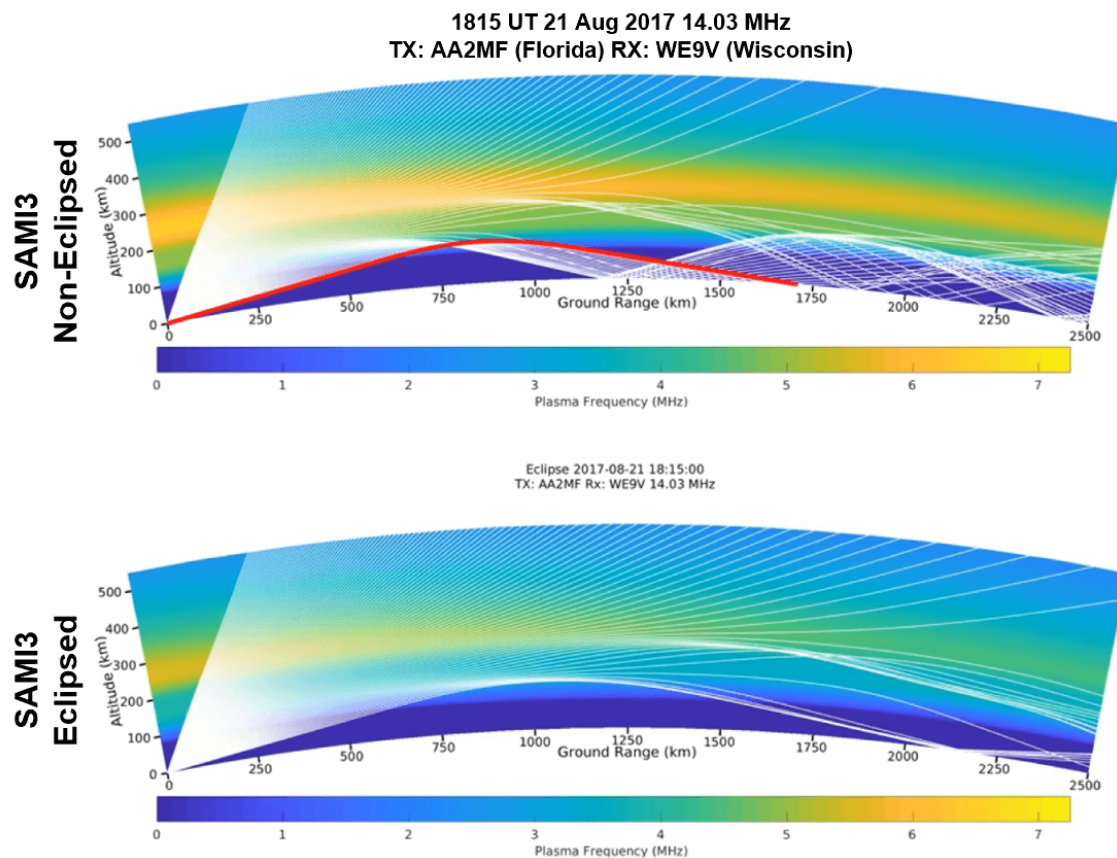 1815 UT 21 Aug 2017 14.03 MHz
TX: AA2MF (Florida) RX: WE9V (Wisconsin)
SAMI3
Non-Eclipsed
Altitude (km)
500
400
300
200
100
0
0
250
500
750
1000
1250
1500
1750
2000
2250
2500
Ground Range (km)
0 1 2 3 4 5 6 7
Plasma Frequency (MHz)
Eclipse 2017-08-21 18:15:00
TX: AA2MF Rx: WE9V 14.03 MHz
SAMI3
Eclipsed
Altitude (km)
500
400
300
200
100
0
0
250
500
750
1000
1250
1500
1750
2000
2250
2500
Ground Range (km)
0 1 2 3 4 5 6 7
Plasma Frequency (MHz)